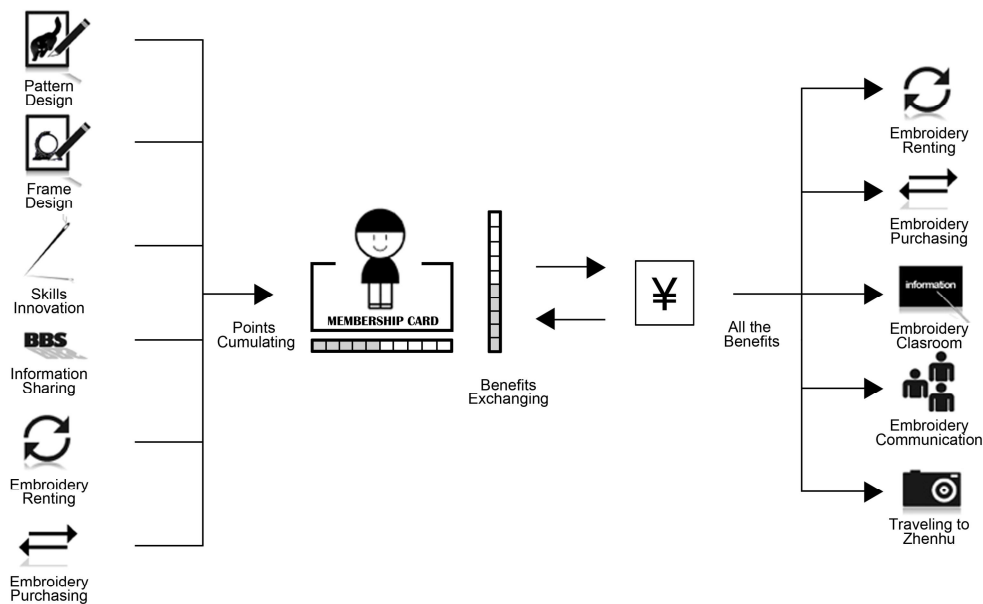 Pattern
Design
Frame
Design
Skills
Innovation
BBS
Information
Sharing
Embroidery
Renting
Embroidery
Purchasing
Points
Cumulating
MEMBERSHIP CARD
Benefits
Exchanging
¥
All the
Benefits
Embroidery
Renting
Embroidery
Purchasing
information
Embroidery
Clasroom
Embroidery
Communication
Traveling to
Zhenhu